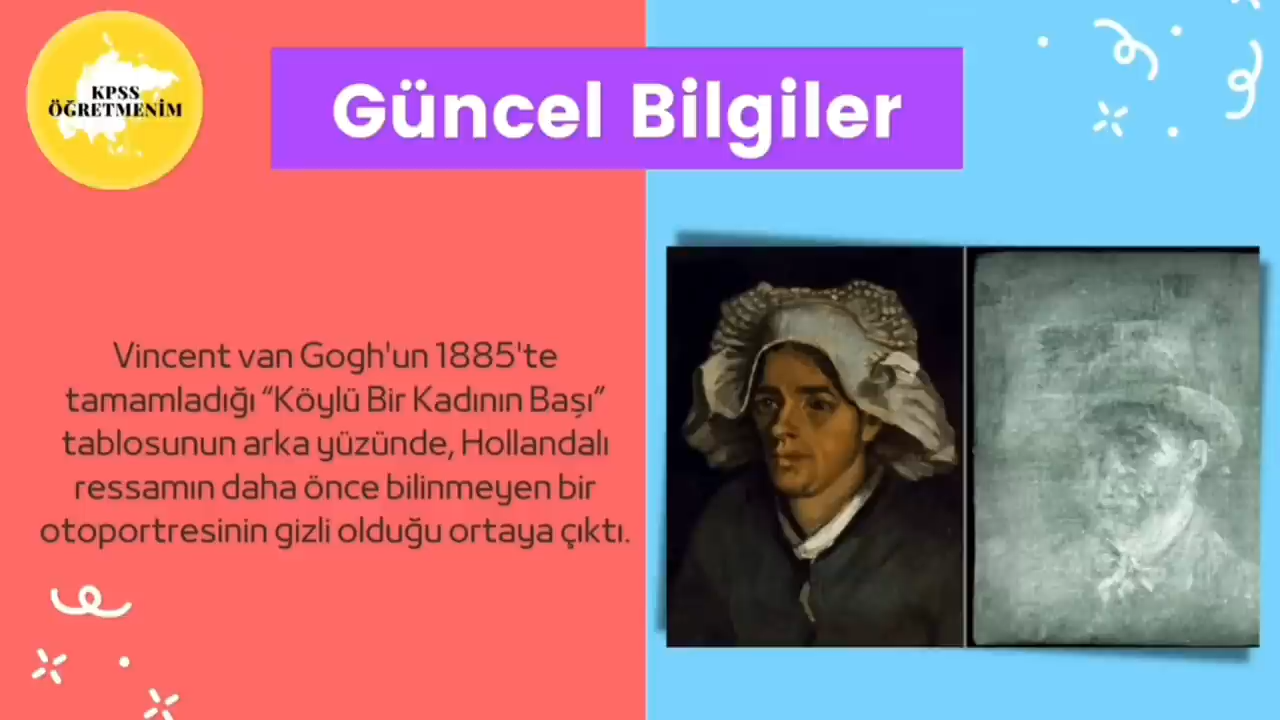 KPSS
ÖĞRETMENİM
Güncel Bilgiler
Vincent van Gogh'un 1885'te
tamamladığı “Köylü Bir Kadının Başı”
tablosunun arka yüzünde, Hollandalı
ressamın daha önce bilinmeyen bir
otoportresinin gizli olduğu ortaya çıktı.